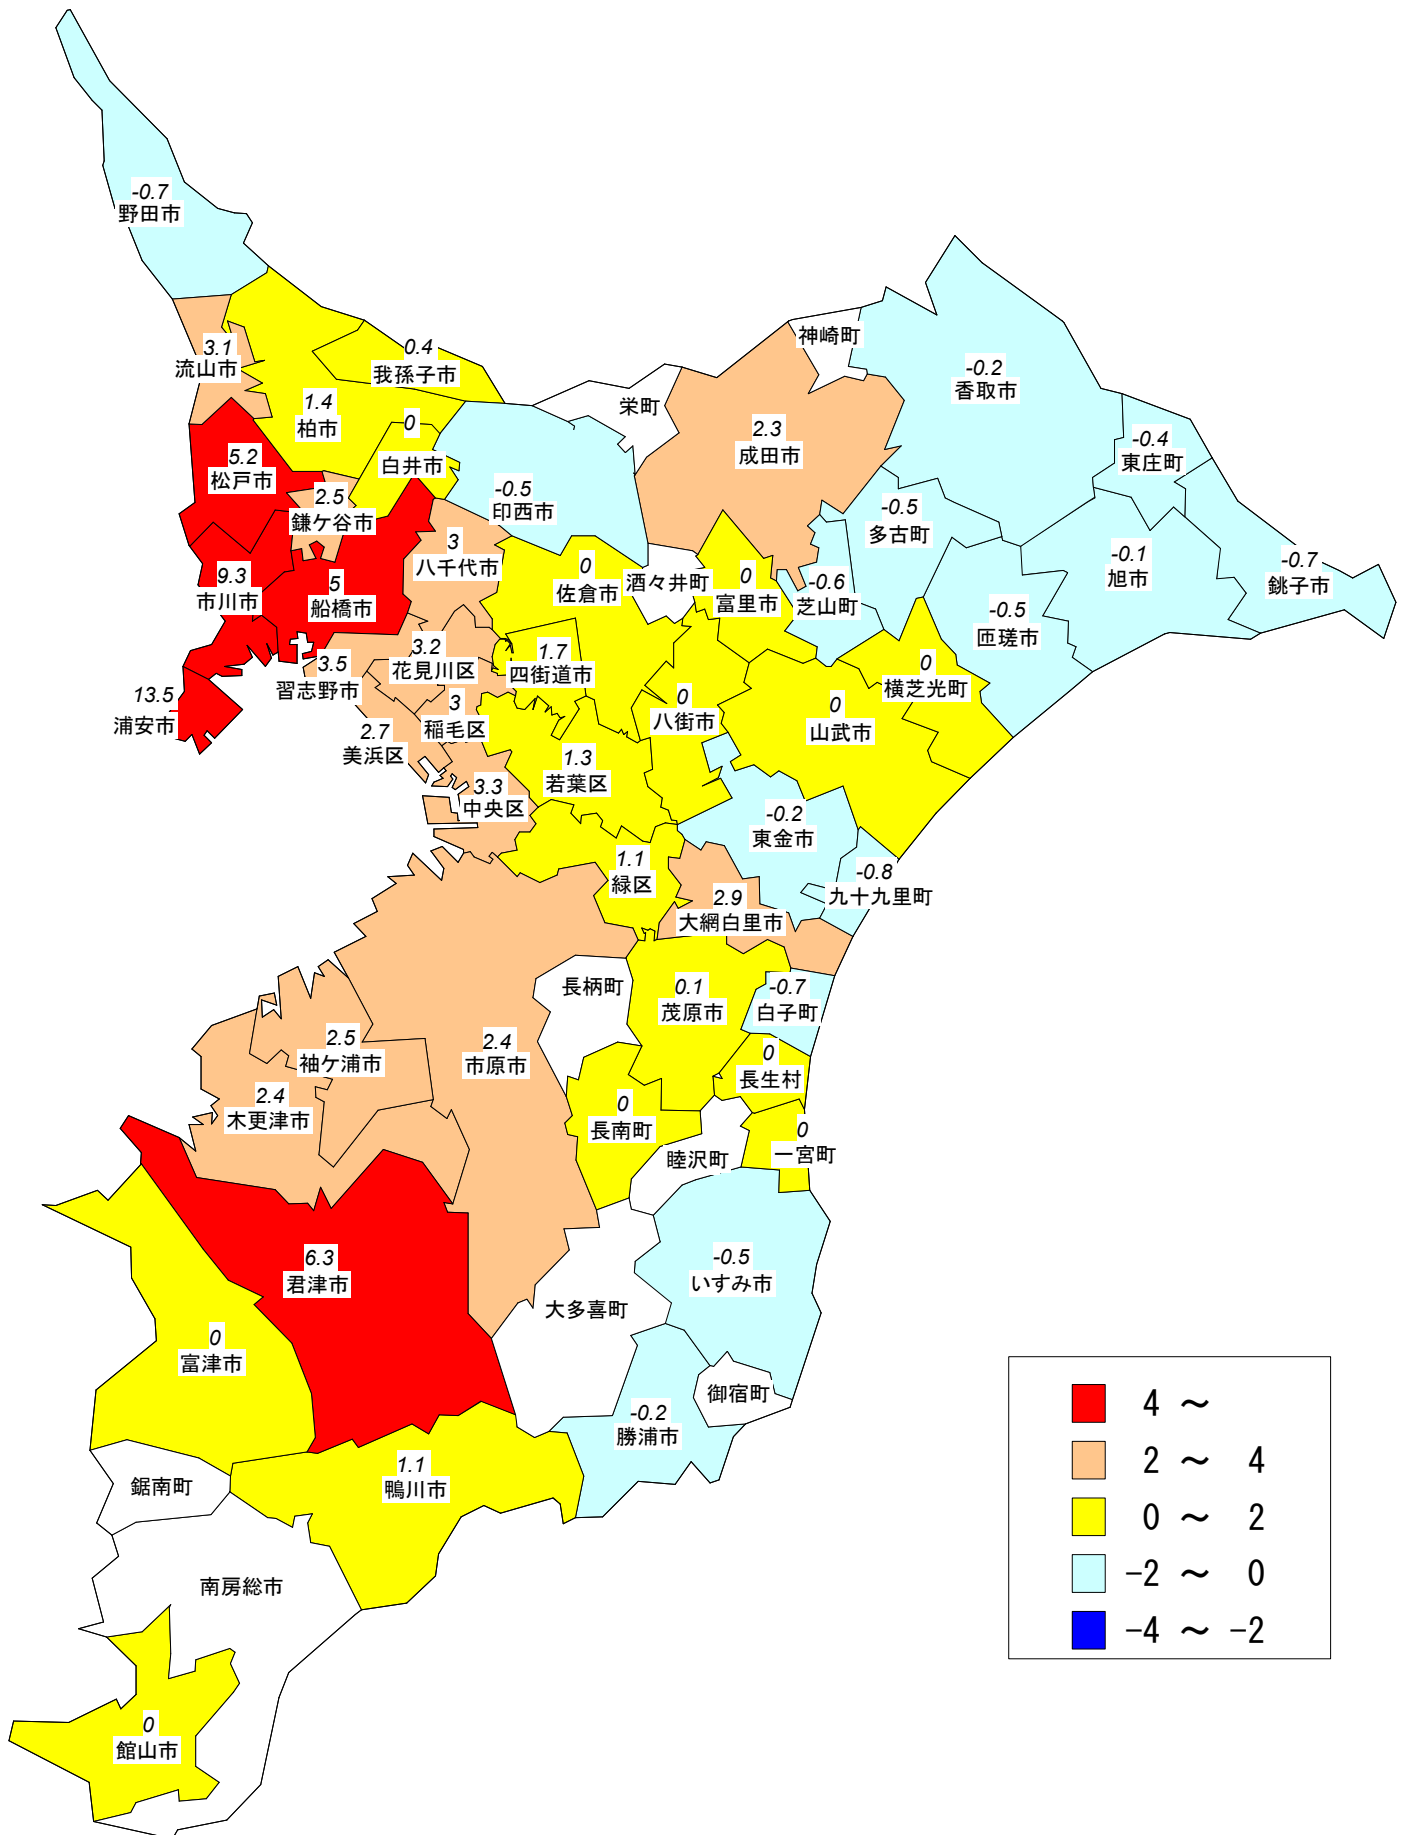 -0.7
野田市
3.1
流山市
0.4
我孫子市
1.4
柏市
0
白井市
5.2
松戸市
2.5
鎌ケ谷市
-0.5
印西市
栄町
2.3
成田市
神崎町
-0.2
香取市
-0.4
東庄町
-0.5
多古町
-0.1
旭市
-0.7
銚子市
-0.5
匝瑳市
9.3
市川市
5
船橋市
3
八千代市
0
佐倉市
酒々井町
0
富里市
-0.6
芝山町
0
横芝光町
0
山武市
13.5
浦安市
3.5
習志野市
3.2
花見川区
1.7
四街道市
3
稲毛区
2.7
美浜区
0
八街市
1.3
若葉区
3.3
中央区
-0.2
東金市
1.1
緑区
-0.8
九十九里町
2.9
大網白里市
長柄町
0.1
茂原市
-0.7
白子町
2.5
袖ケ浦市
2.4
市原市
0
長生村
2.4
木更津市
0
長南町
0
一宮町
睦沢町
6.3
君津市
-0.5
いすみ市
大多喜町
0
富津市
御宿町
-0.2
勝浦市
鋸南町
1.1
鴨川市
南房総市
0
館山市
4 ～
2 ～ 4
0 ～ 2
-2 ～ 0
-4 ～ -2